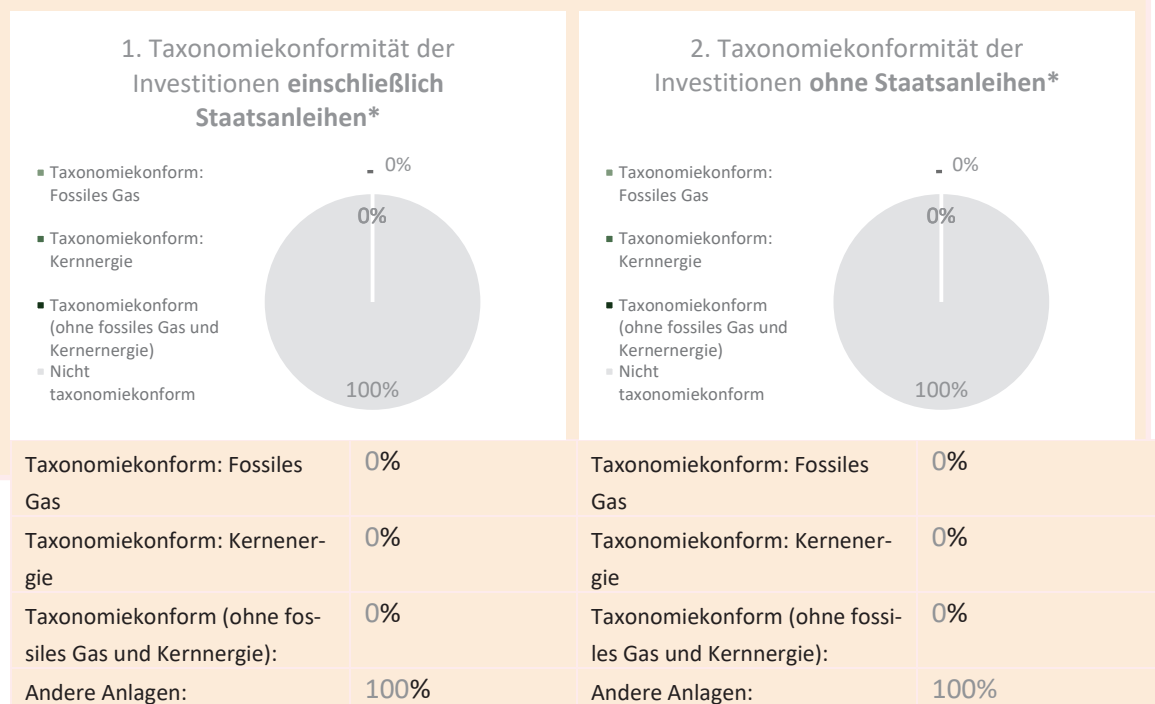 1. Taxonomiekonformität der
Investitionen einschließlich
Staatsanleihen*
Taxonomiekonform:
Fossiles Gas
Taxonomiekonform:
Kernnergie
Taxonomiekonform
(ohne fossiles Gas und
Kernernergie)
Nicht
taxonomiekonform
- 0%
0%
100%
2. Taxonomiekonformität der
Investitionen ohne Staatsanleihen*
Taxonomiekonform:
Fossiles Gas
Taxonomiekonform:
Kernnergie
Taxonomiekonform
(ohne fossiles Gas und
Kernernergie)
Nicht
taxonomiekonform
- 0%
0%
100%
Taxonomiekonform: Fossiles
Gas
0%
Taxonomiekonform: Fossiles
Gas
0%
Taxonomiekonform: Kernener-
gie
0%
Taxonomiekonform: Kernener-
gie
0%
Taxonomiekonform (ohne fos-
siles Gas und Kernnergie):
0%
Taxonomiekonform (ohne fossi-
les Gas und Kernnergie):
0%
Andere Anlagen:
100%
Andere Anlagen:
100%